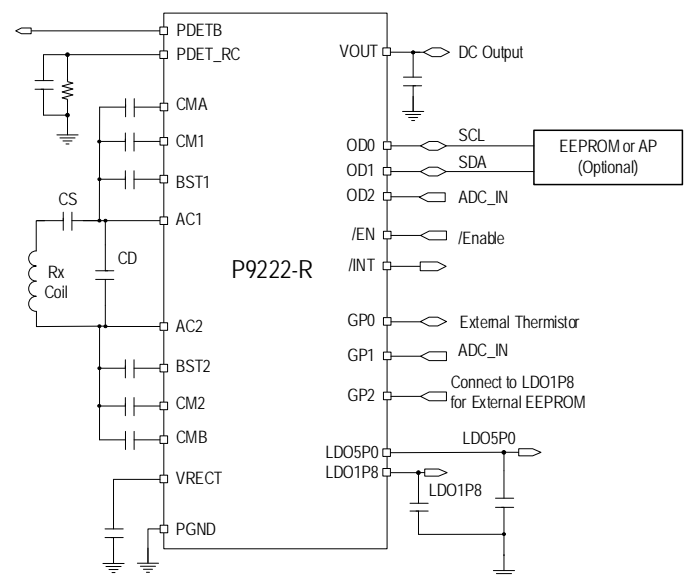 PDETB
PDET_RC
CMA
CM1
BST1
CS
AC1
CD
Rx
Coil
AC2
BST2
CM2
CMB
VRECT
PGND
P9222-R
VOUT
DC Output
OD0
SCL
OD1
SDA
EEPROM or AP
(Optional)
OD2
ADC_IN
/EN
/Enable
/INT
GP0
External Thermistor
GP1
ADC_IN
GP2
Connect to LDO1P8
for External EEPROM
LDO5P0
LDO5P0
LDO1P8
LDO1P8